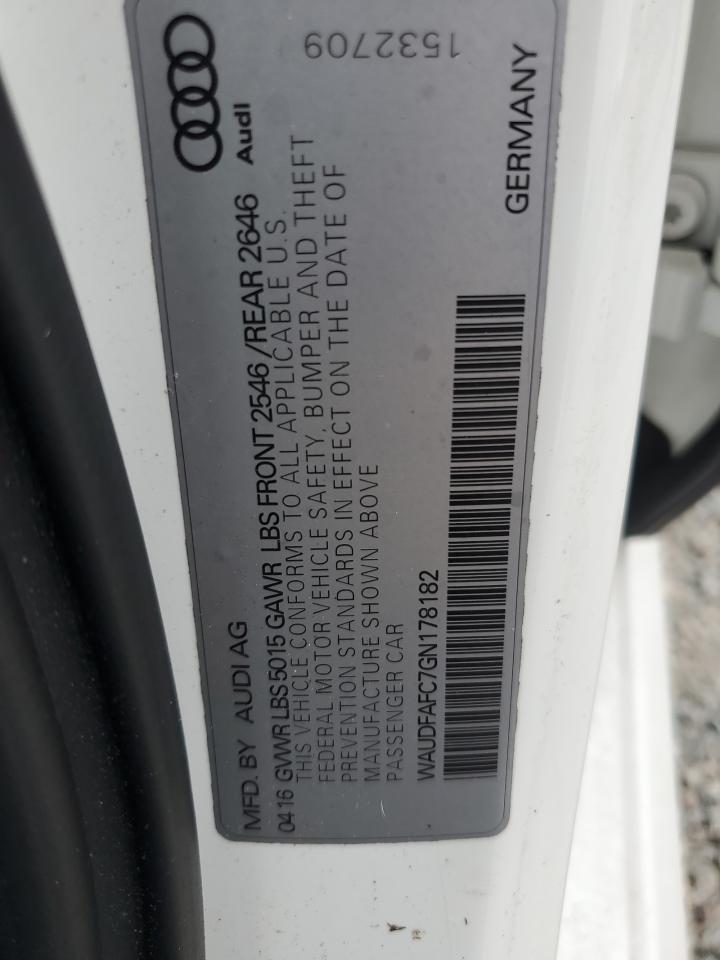 MFD. BY AUDI AG
Audi
04 16 GVWR LBS 5015 GAWR LBS FRONT 2546 /REAR 2646
THIS VEHICLE CONFORMS TO ALL APPLICABLE U.S.
FEDERAL MOTOR VEHICLE SAFETY, BUMPER AND THEFT
PREVENTION STANDARDS IN EFFECT ON THE DATE OF
MANUFACTURE SHOWN ABOVE
PASSENGER CAR
WAUDFAFC7GN178182
GERMANY
1532709